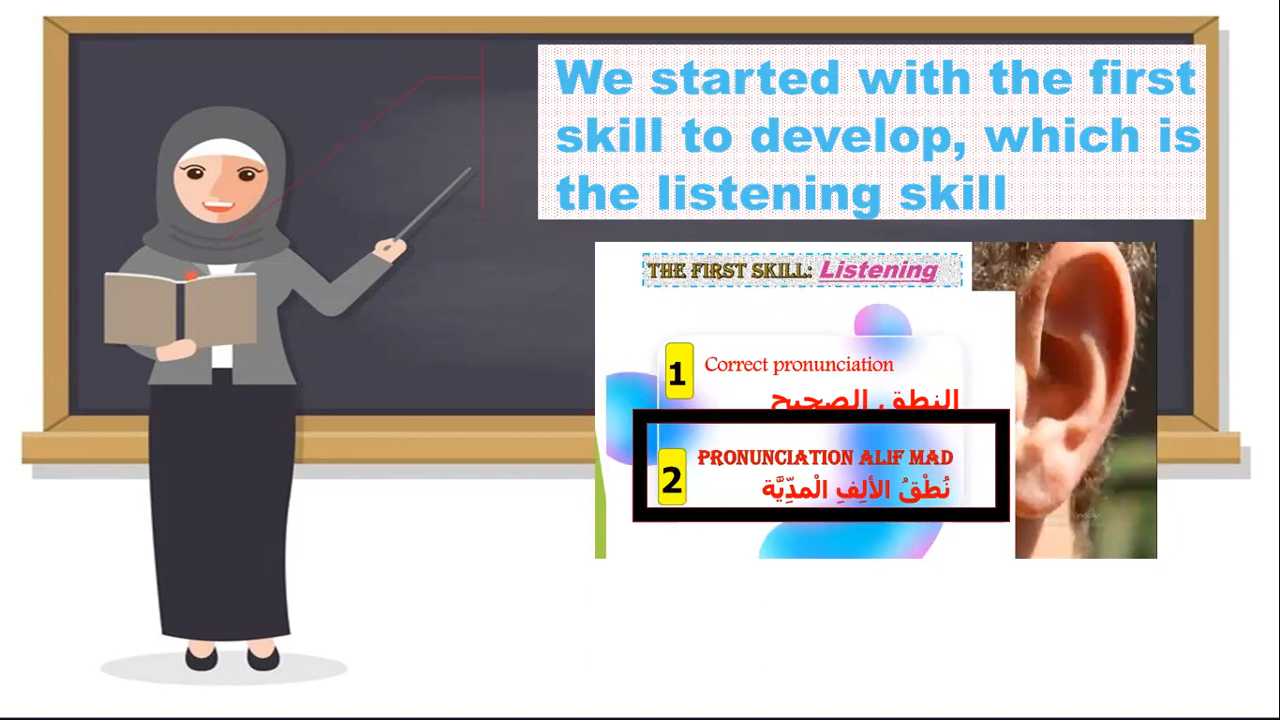 We started with the first
skill to develop, which is
the listening skill
THE FIRST SKILL: Listening
1 Correct pronunciation
النطق الصحيح
2 PRONUNCIATION ALIF MAD
نُطْقُ الألِفِ الْمدِّيَّة